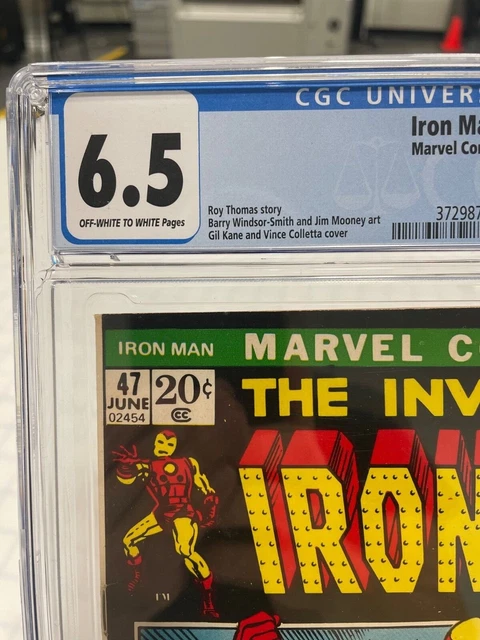 CGC UNIVERS
6.5
OFF-WHITE TO WHITE Pages
Iron Ma
Marvel Con
Roy Thomas story
Barry Windsor-Smith and Jim Mooney art
Gil Kane and Vince Colletta cover
37298
IRON MAN
MARVEL CO
47
JUNE
02454
20¢
CC
THE INV
IRON